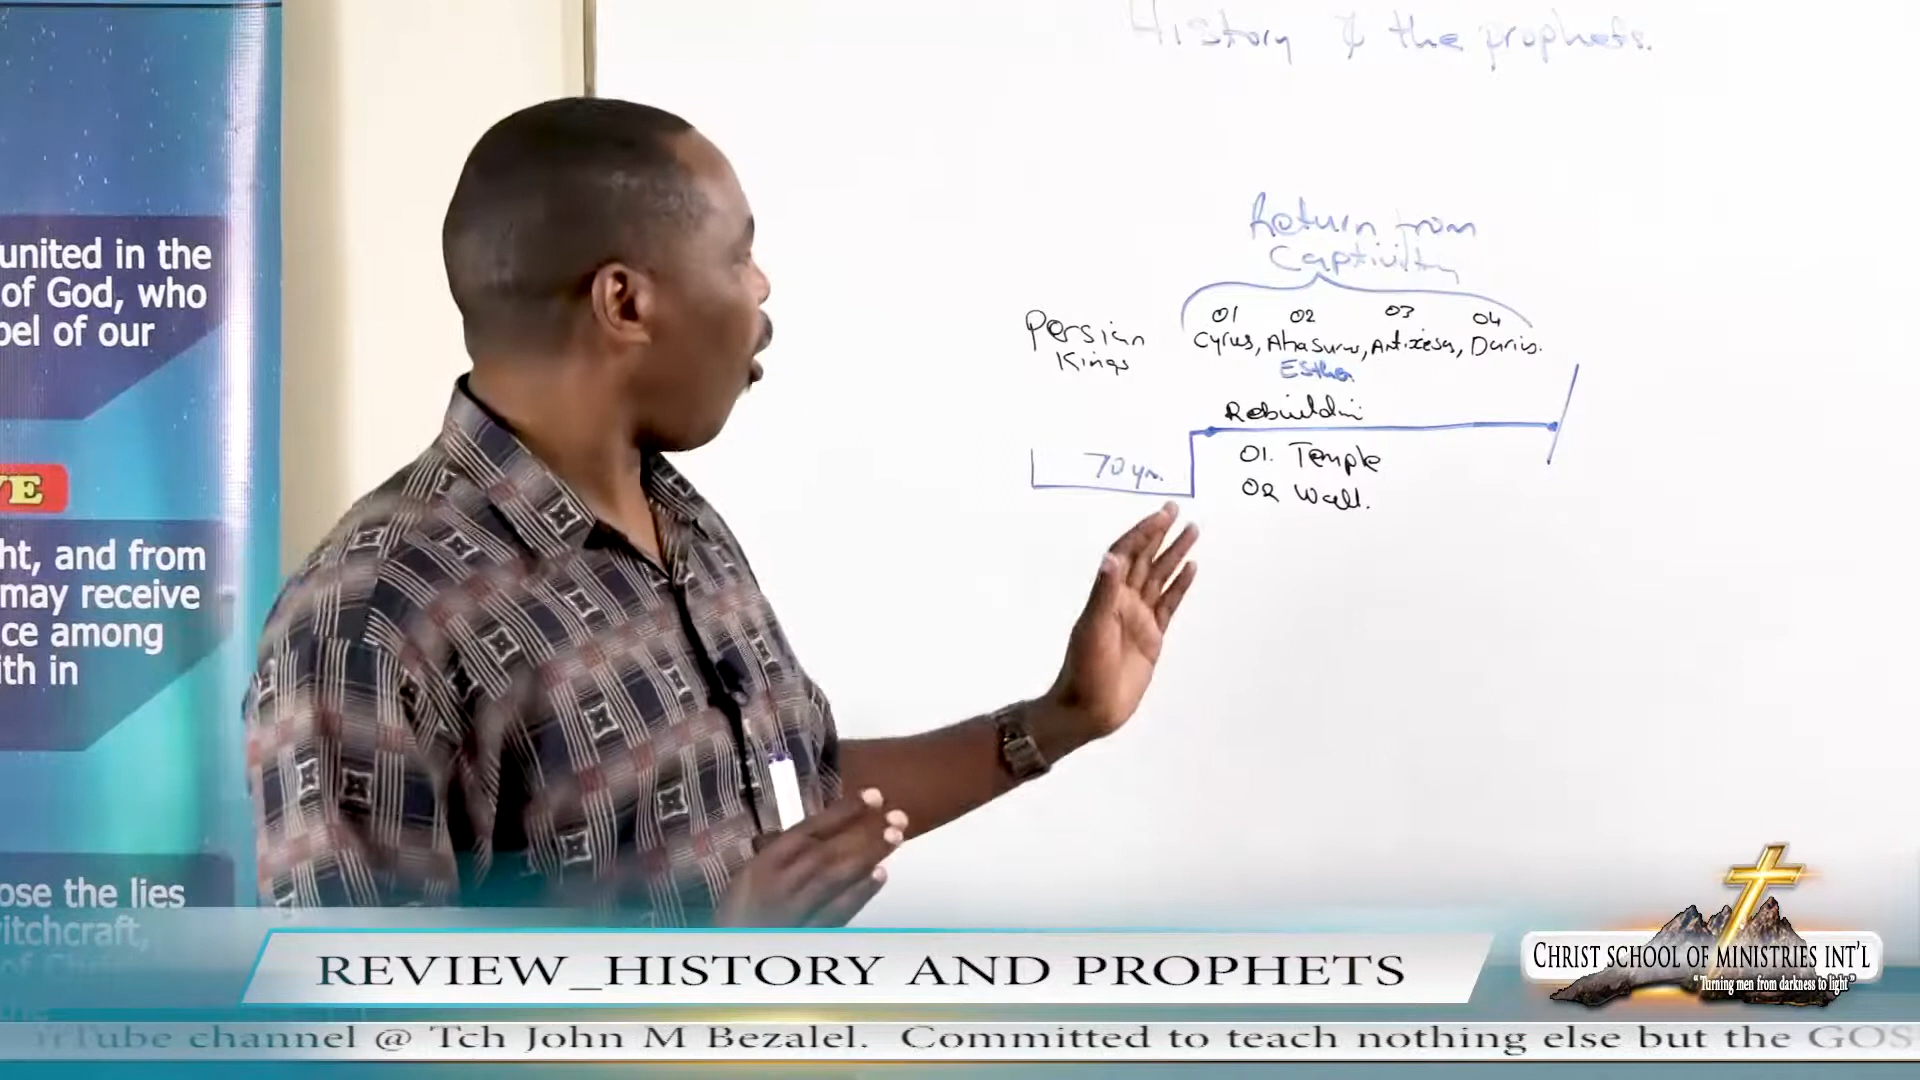 History & the prophets.
Return from
Captivity
01 02 03 04
Persian
Kings
Cyrus, Ahasuru, Artixesis, Darius.
Esther
Rebuildin
70 yrs.
01. Temple
02 Wall.
united in the
of God, who
pel of our
VE
ht, and from
may receive
ce among
ith in
ose the lies
itchcraft,
REVIEW_HISTORY AND PROPHETS
CHRIST SCHOOL OF MINISTRIES INT'L
"Turning men from darkness to light"
Tube channel @ Tch John M Bezalel. Committed to teach nothing else but the GOS